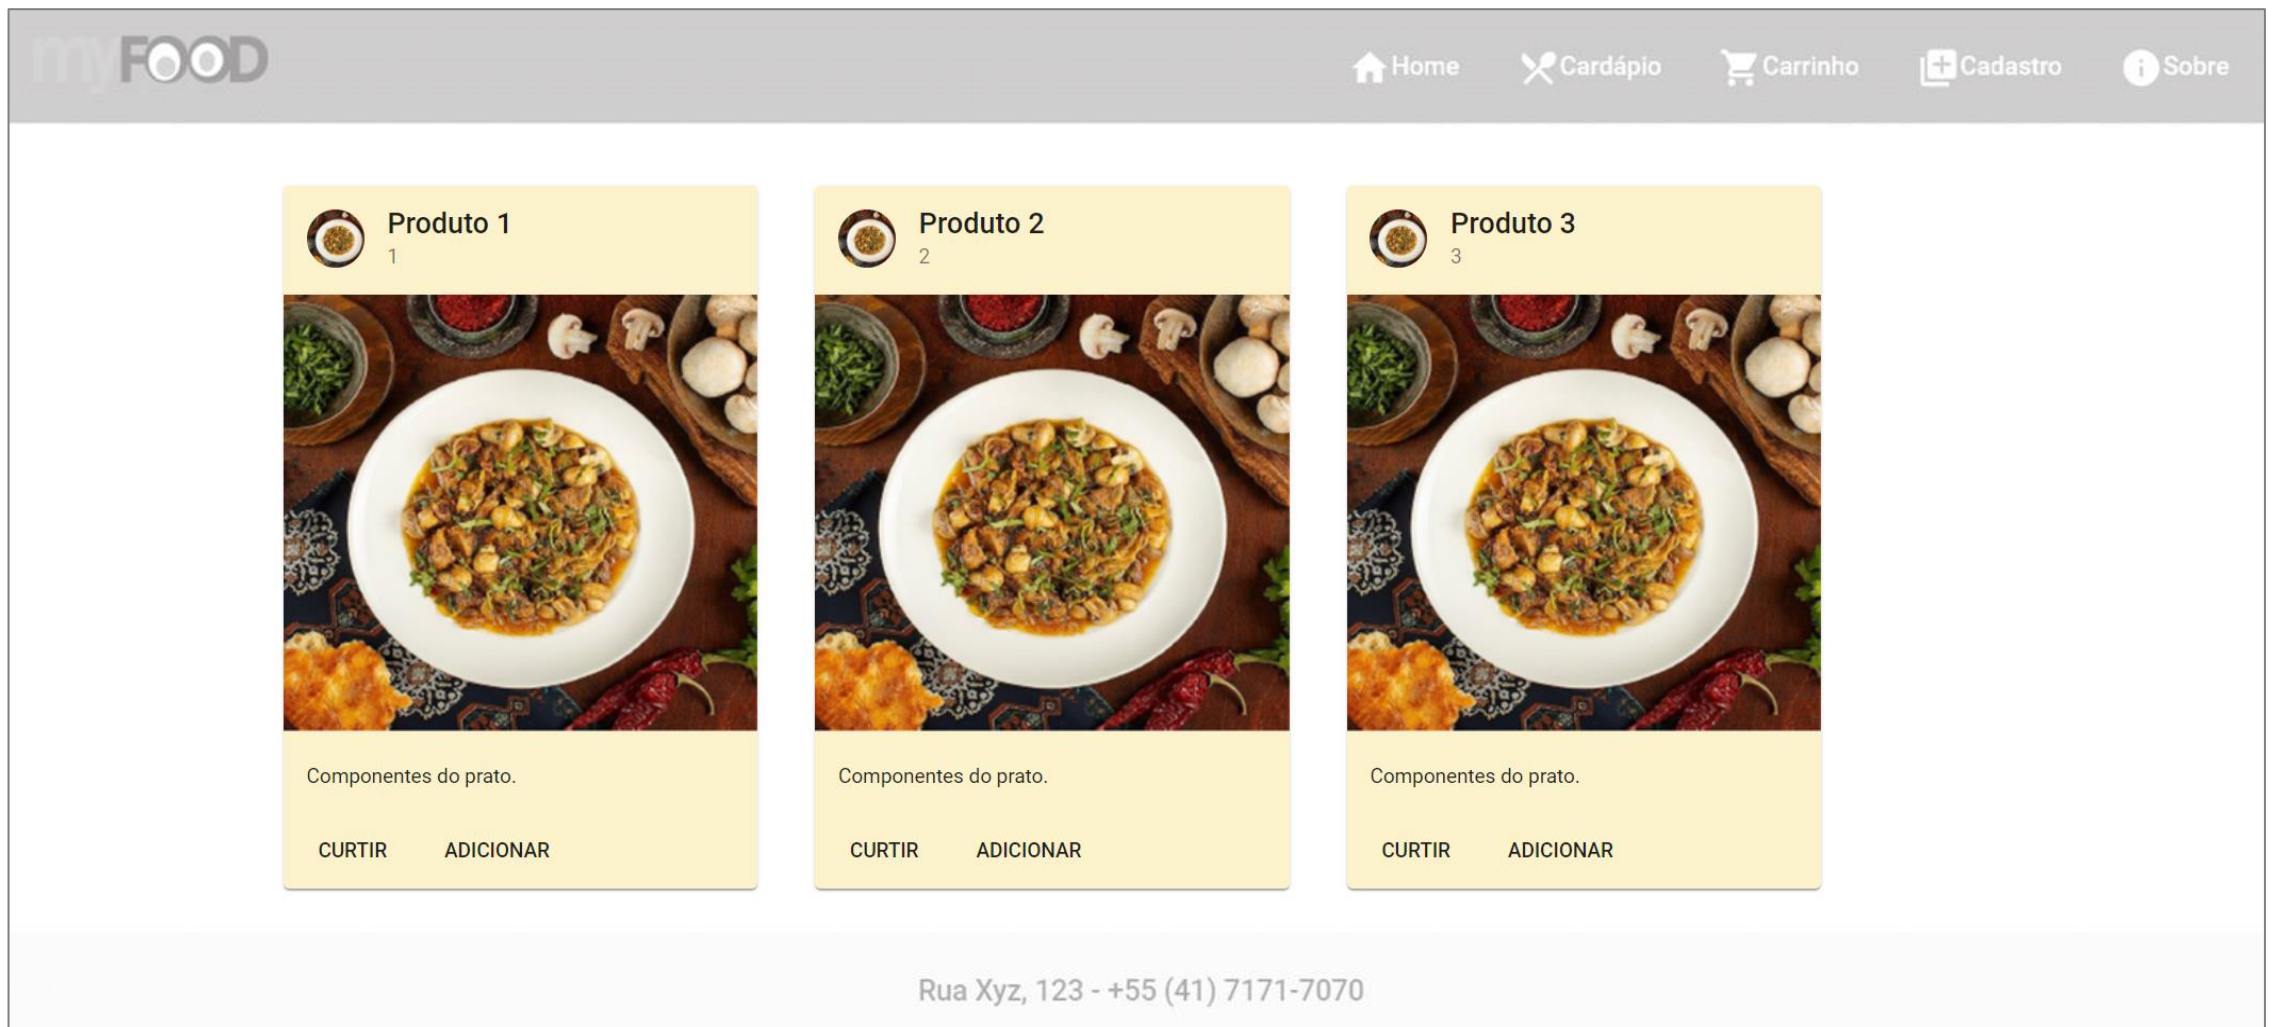 myFOOD
Home Cardápio Carrinho Cadastro Sobre
Produto 1
1
Componentes do prato.
CURTIR ADICIONAR
Produto 2
2
Componentes do prato.
CURTIR ADICIONAR
Produto 3
3
Componentes do prato.
CURTIR ADICIONAR
Rua Xyz, 123 - +55 (41) 7171-7070